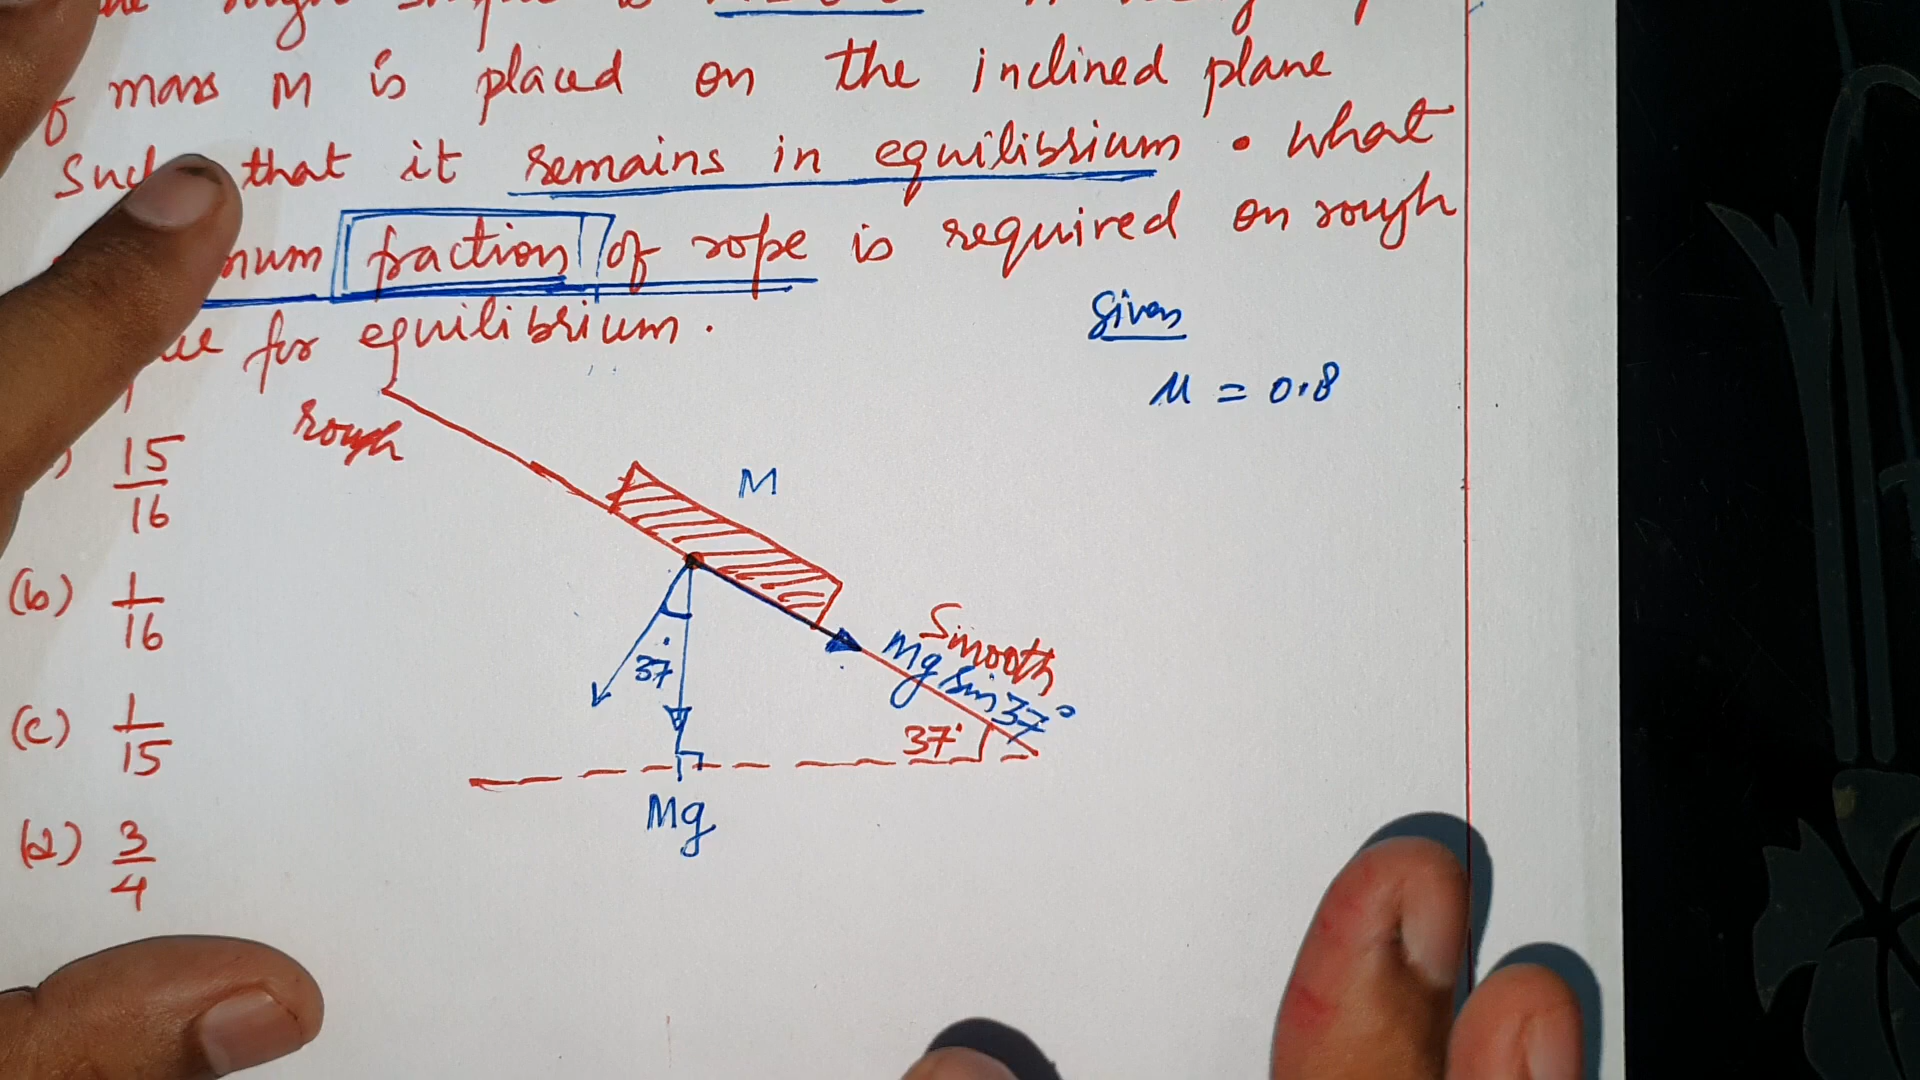 of mass M is placed on the inclined plane
Such that it remains in equilibrium. What
num fraction of rope is required on rough
for equilibrium.
Given
μ = 0.8
rough
15/16
M
(b) 1/16
Smooth
Mg sin 37°
37°
37°
(c) 1/15
Mg
(d) 3/4